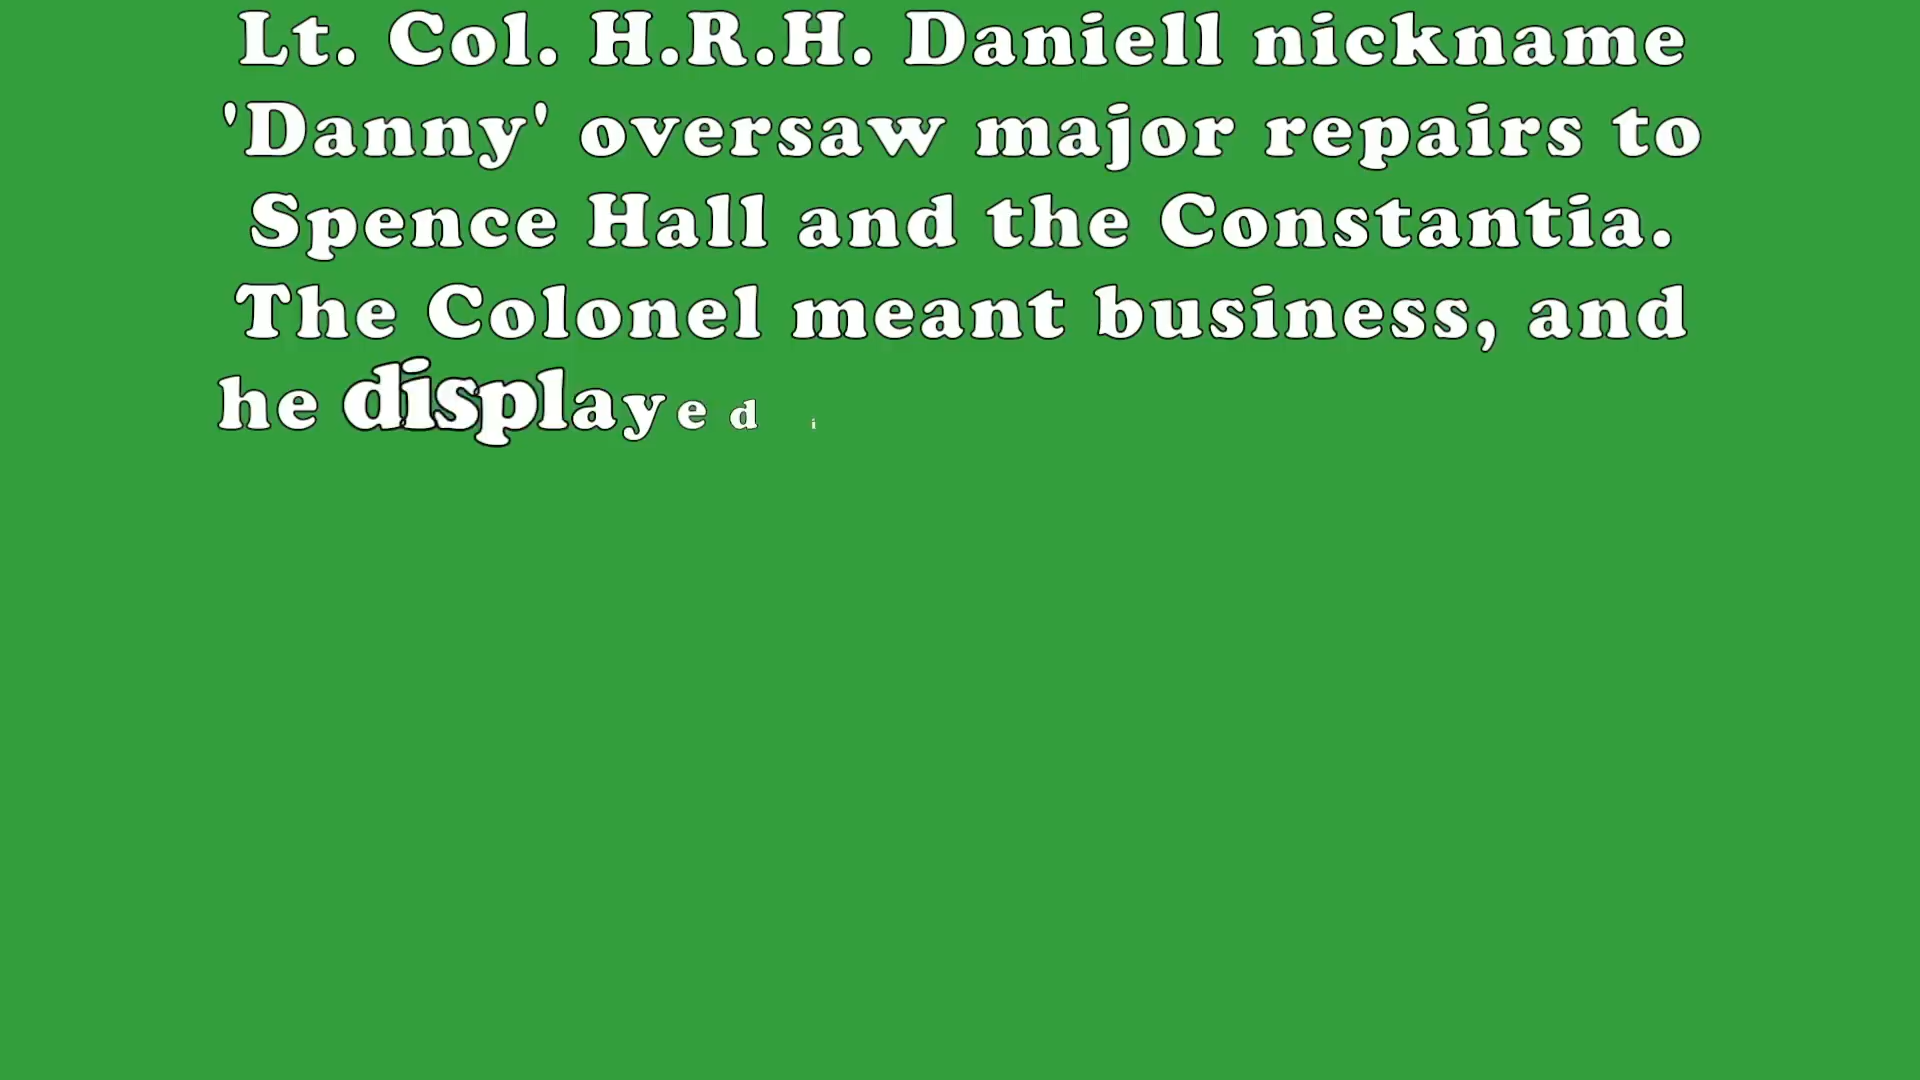 Lt. Col. H.R.H. Daniell nickname
'Danny' oversaw major repairs to
Spence Hall and the Constantia.
The Colonel meant business, and
he displayed i